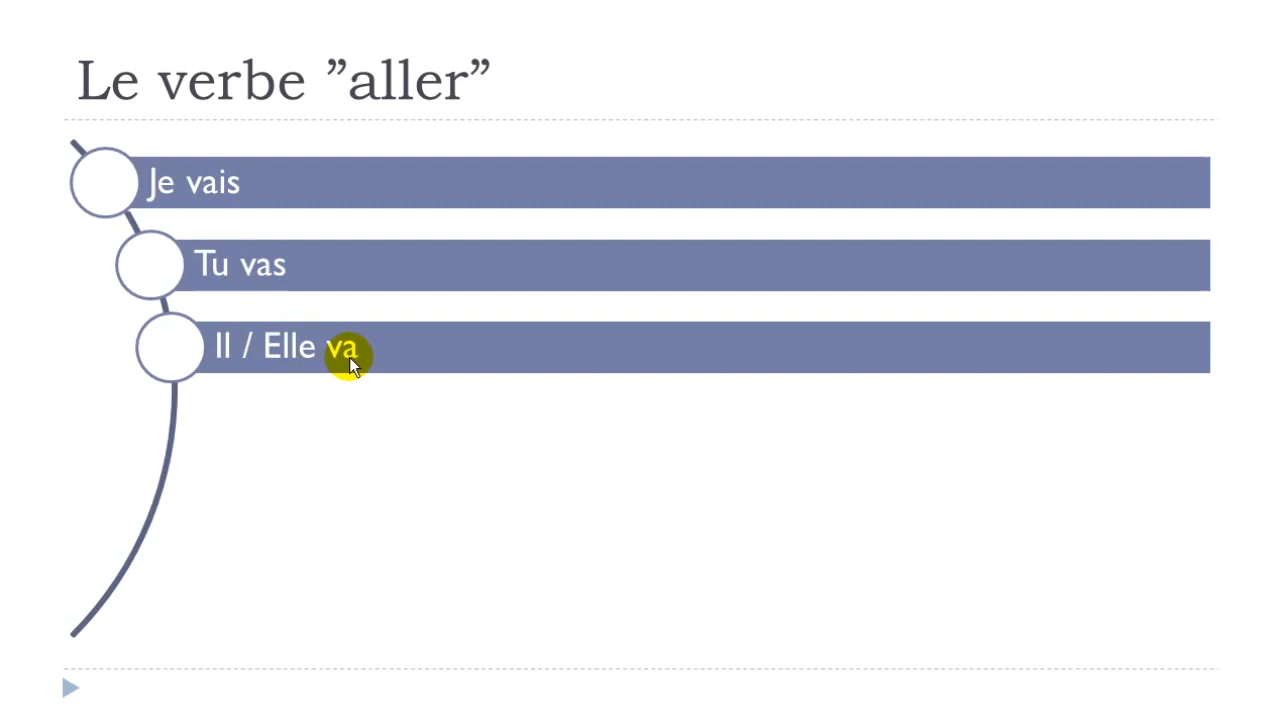 Le verbe ”aller”
Je vais
Tu vas
Il / Elle va